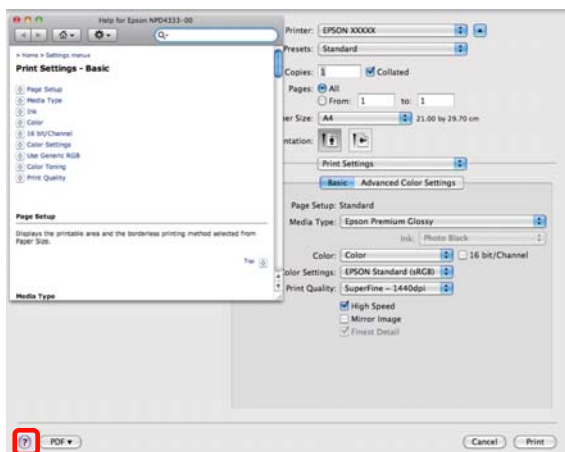 Help for Epson NPD4333-00
> Home > Settings menus
Print Settings - Basic
Page Setup
Media Type
Ink
Color
16 bit/Channel
Color Settings
Use Generic RGB
Color Toning
Print Quality
Page Setup
Displays the printable area and the borderless printing method selected from
Paper Size.
Top
Media Type
Printer: EPSON XXXXX
Presets: Standard
Copies: 1 Collated
Pages: All
From: 1 to: 1
er Size: A4 21.00 by 29.70 cm
ntation:
Print Settings
Basic Advanced Color Settings
Page Setup: Standard
Media Type: Epson Premium Glossy
Ink: Photo Black
Color: Color 16 bit/Channel
Color Settings: EPSON Standard (sRGB)
Print Quality: SuperFine - 1440dpi
High Speed
Mirror Image
Finest Detail
? PDF Cancel Print